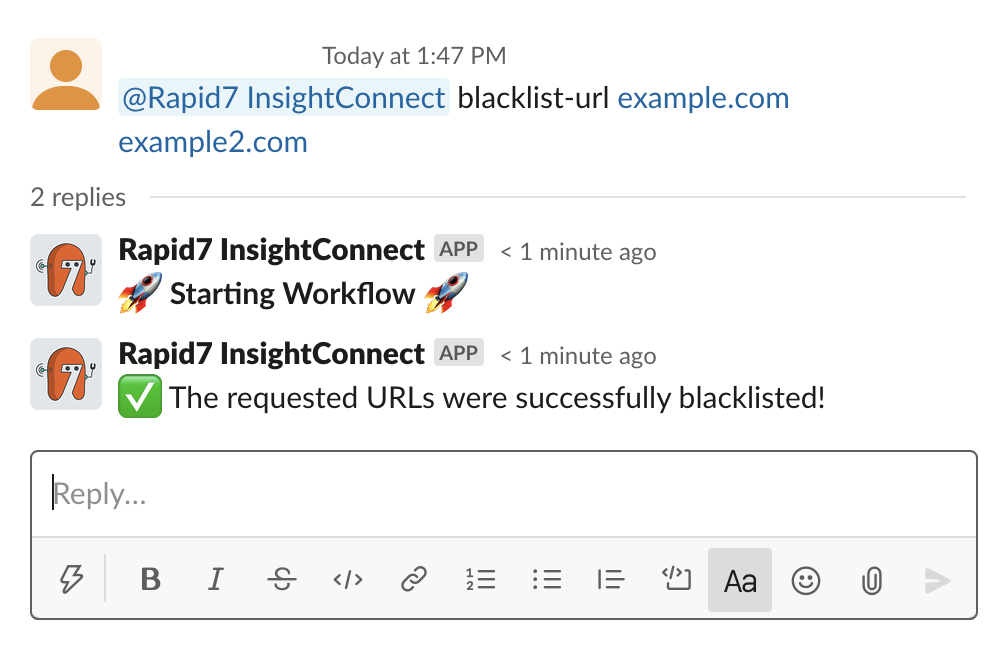 Today at 1:47 PM
@Rapid7 InsightConnect blacklist-url example.com
example2.com
2 replies
Rapid7 InsightConnect APP < 1 minute ago
🚀 Starting Workflow 🚀
Rapid7 InsightConnect APP < 1 minute ago
✅ The requested URLs were successfully blacklisted!
Reply...
B I S </> Aa